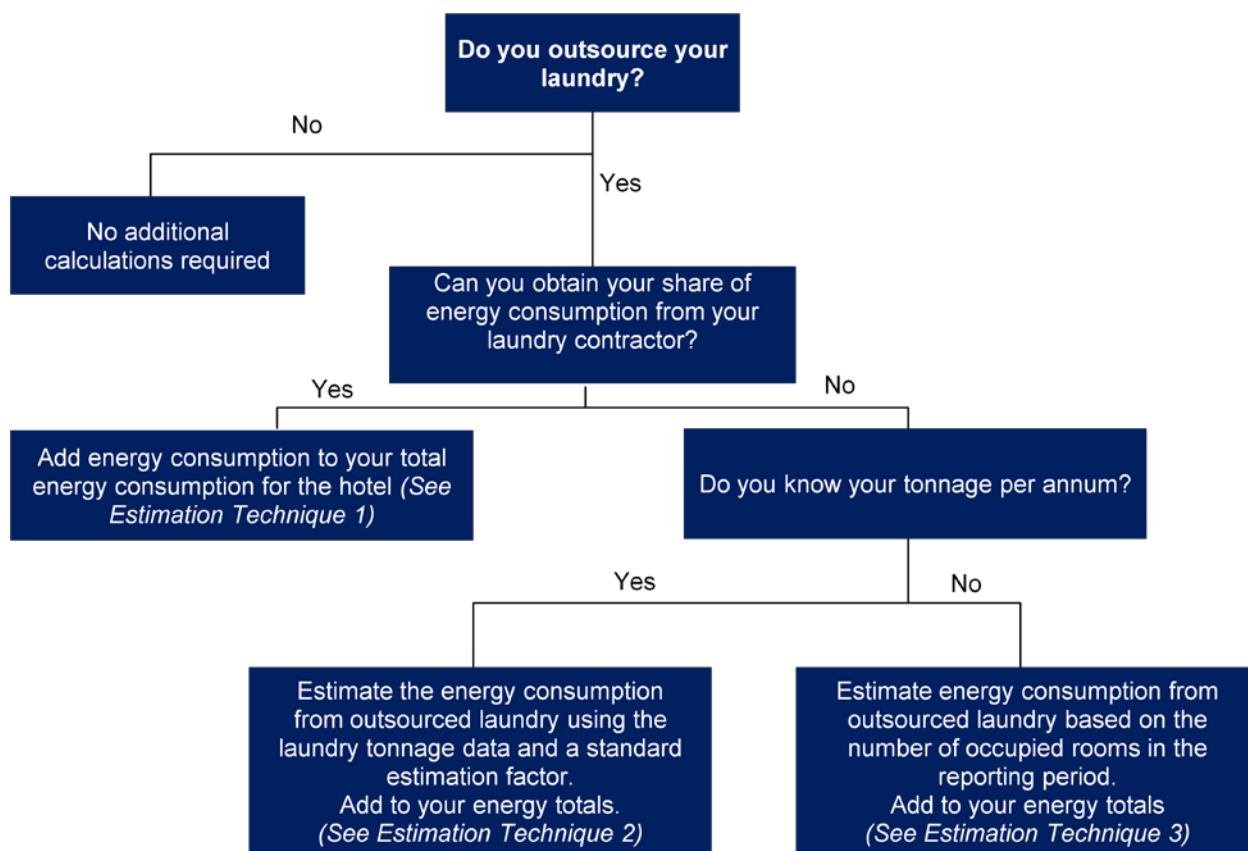 Do you outsource your
laundry?
No
Yes
No additional
calculations required
Can you obtain your share of
energy consumption from your
laundry contractor?
Yes
No
Add energy consumption to your total
energy consumption for the hotel (See
Estimation Technique 1)
Do you know your tonnage per annum?
Yes
No
Estimate the energy consumption
from outsourced laundry using the
laundry tonnage data and a standard
estimation factor.
Add to your energy totals.
(See Estimation Technique 2)
Estimate energy consumption from
outsourced laundry based on the
number of occupied rooms in the
reporting period.
Add to your energy totals
(See Estimation Technique 3)